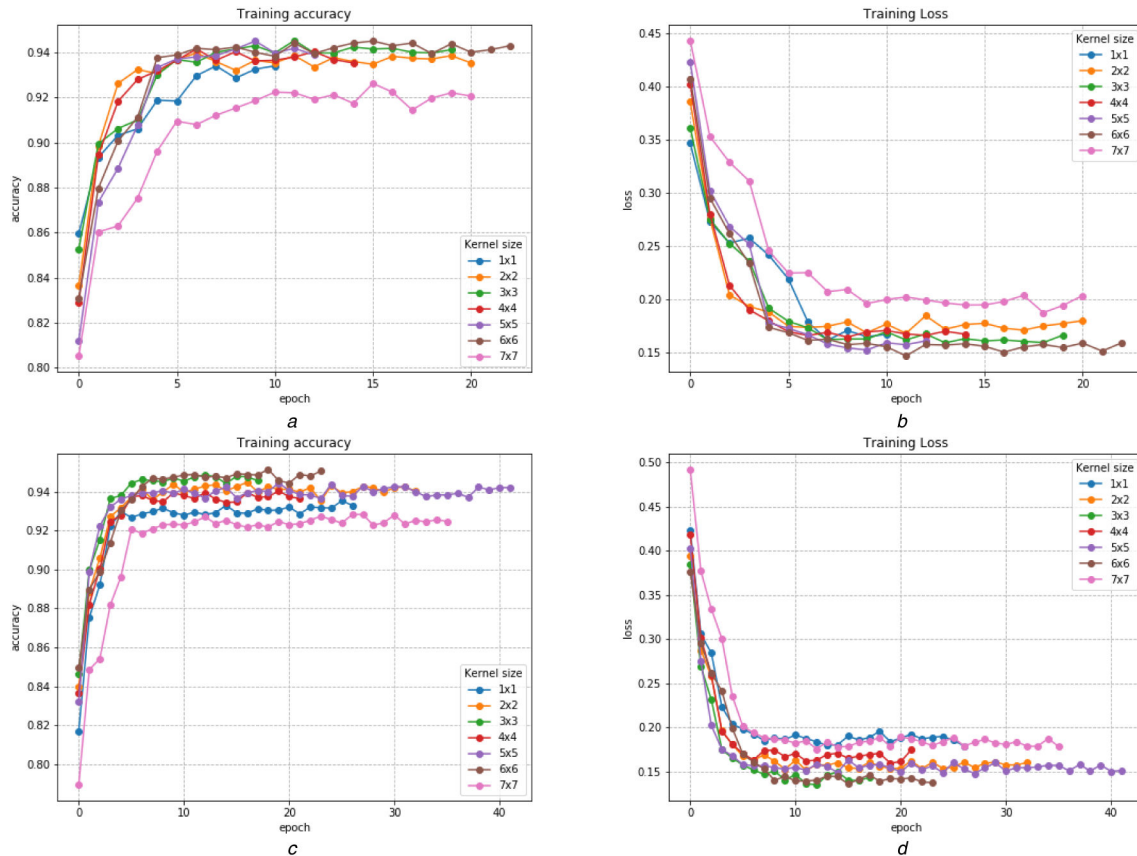 Training accuracy
0.94
0.92
0.90
0.88
0.86
0.84
0.82
0.80
accuracy
Kernel size
1x1
2x2
3x3
4x4
5x5
6x6
7x7
0 5 10 15 20
epoch
a
Training Loss
0.45
0.40
0.35
0.30
0.25
0.20
0.15
loss
Kernel size
1x1
2x2
3x3
4x4
5x5
6x6
7x7
0 5 10 15 20
epoch
b
Training accuracy
0.94
0.92
0.90
0.88
0.86
0.84
0.82
0.80
accuracy
Kernel size
1x1
2x2
3x3
4x4
5x5
6x6
7x7
0 10 20 30 40
epoch
c
Training Loss
0.50
0.45
0.40
0.35
0.30
0.25
0.20
0.15
loss
Kernel size
1x1
2x2
3x3
4x4
5x5
6x6
7x7
0 10 20 30 40
epoch
d